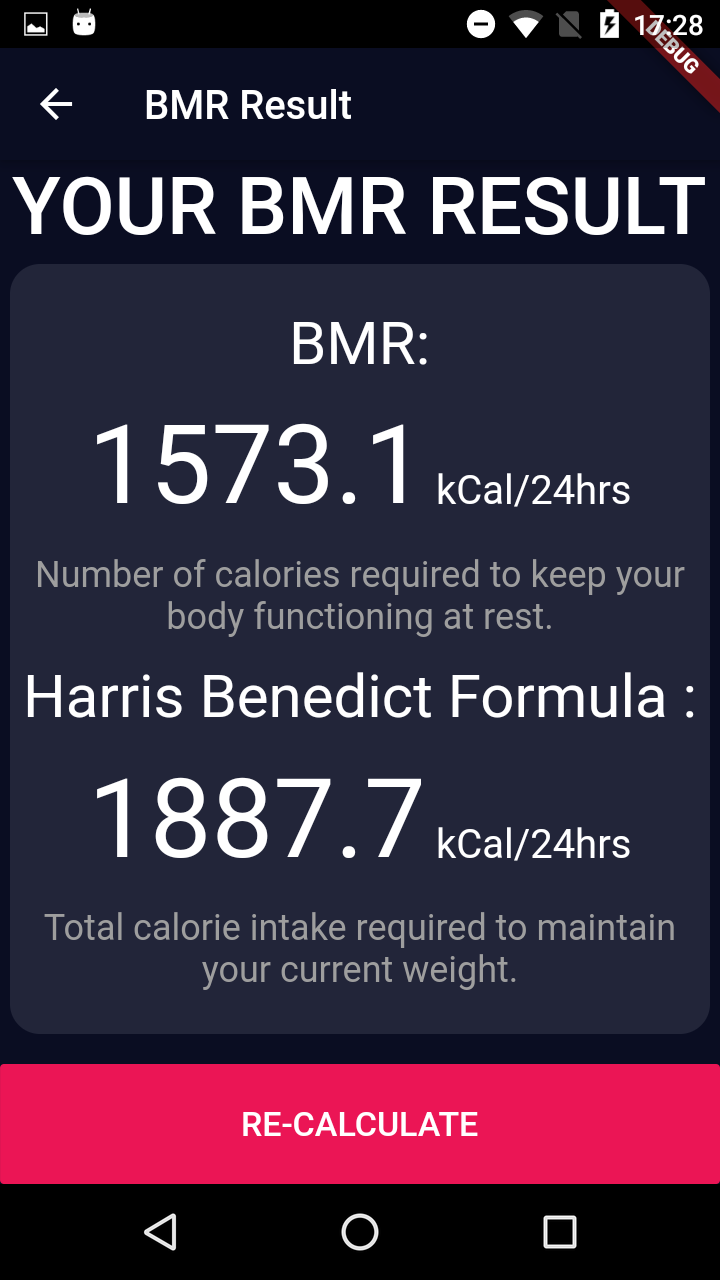 17:28
DEBUG
BMR Result
YOUR BMR RESULT
BMR:
1573.1 kCal/24hrs
Number of calories required to keep your
body functioning at rest.
Harris Benedict Formula :
1887.7 kCal/24hrs
Total calorie intake required to maintain
your current weight.
RE-CALCULATE